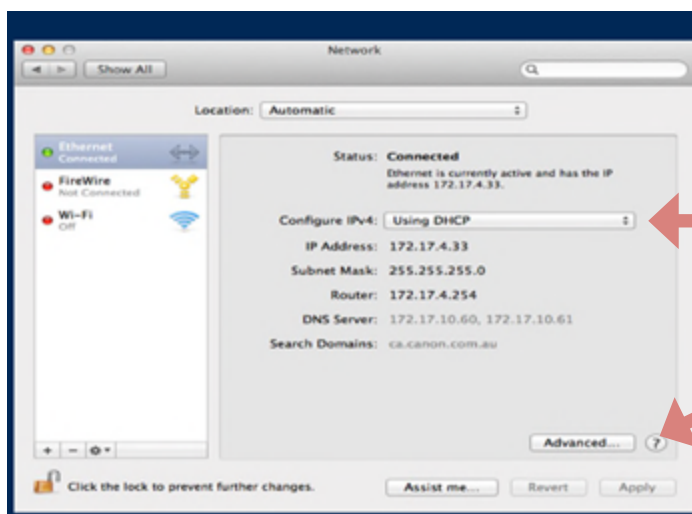 Network
Show All
Location: Automatic
Ethernet
Connected
Status: Connected
Ethernet is currently active and has the IP
address 172.17.4.33.
FireWire
Not Connected
Wi-Fi
Off
Configure IPv4: Using DHCP
IP Address: 172.17.4.33
Subnet Mask: 255.255.255.0
Router: 172.17.4.254
DNS Server: 172.17.10.60, 172.17.10.61
Search Domains: ca.canon.com.au
Advanced... ?
Click the lock to prevent further changes.
Assist me... Revert Apply